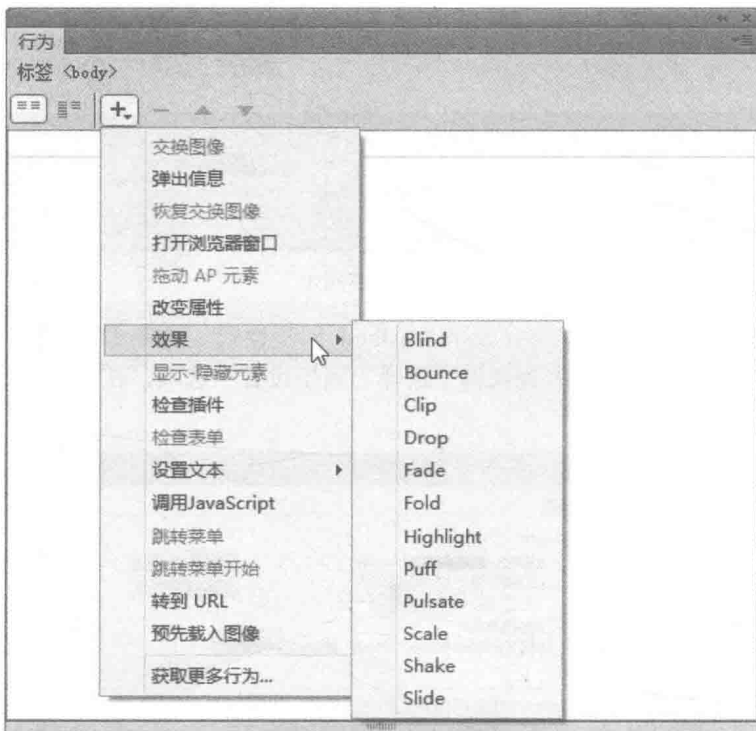 行为
标签 <body>
交换图像
弹出信息
恢复交换图像
打开浏览器窗口
拖动 AP 元素
改变属性
效果
显示-隐藏元素
检查插件
检查表单
设置文本
调用JavaScript
跳转菜单
跳转菜单开始
转到 URL
预先载入图像
获取更多行为...
Blind
Bounce
Clip
Drop
Fade
Fold
Highlight
Puff
Pulsate
Scale
Shake
Slide